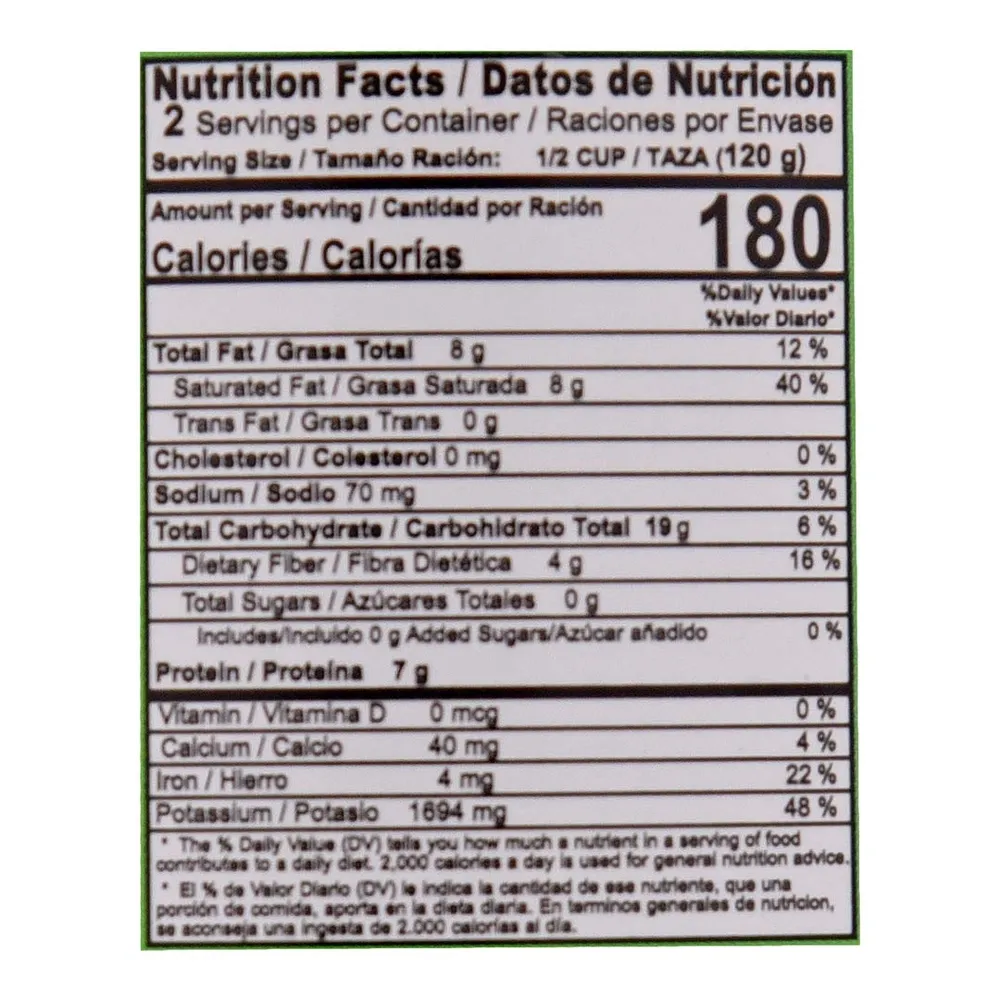 Nutrition Facts / Datos de Nutrición
2 Servings per Container / Raciones por Envase
Serving Size / Tamaño Ración: 1/2 CUP / TAZA (120 g)
Amount per Serving / Cantidad por Ración
Calories / Calorías 180
%Daily Values*
%Valor Diario*
Total Fat / Grasa Total 8 g 12 %
Saturated Fat / Grasa Saturada 8 g 40 %
Trans Fat / Grasa Trans 0 g
Cholesterol / Colesterol 0 mg 0 %
Sodium / Sodio 70 mg 3 %
Total Carbohydrate / Carbohidrato Total 19 g 6 %
Dietary Fiber / Fibra Dietética 4 g 16 %
Total Sugars / Azúcares Totales 0 g
Includes/Incluido 0 g Added Sugars/Azúcar añadido 0 %
Protein / Proteína 7 g
Vitamin / Vitamina D 0 mcg 0 %
Calcium / Calcio 40 mg 4 %
Iron / Hierro 4 mg 22 %
Potassium / Potasio 1694 mg 48 %
* The % Daily Value (DV) tells you how much a nutrient in a serving of food
contributes to a daily diet. 2,000 calories a day is used for general nutrition advice.
* El % de Valor Diario (DV) le indica la cantidad de ese nutriente, que una
porción de comida, aporta en la dieta diaria. En terminos generales de nutricion,
se aconseja una ingesta de 2.000 calorías al día.